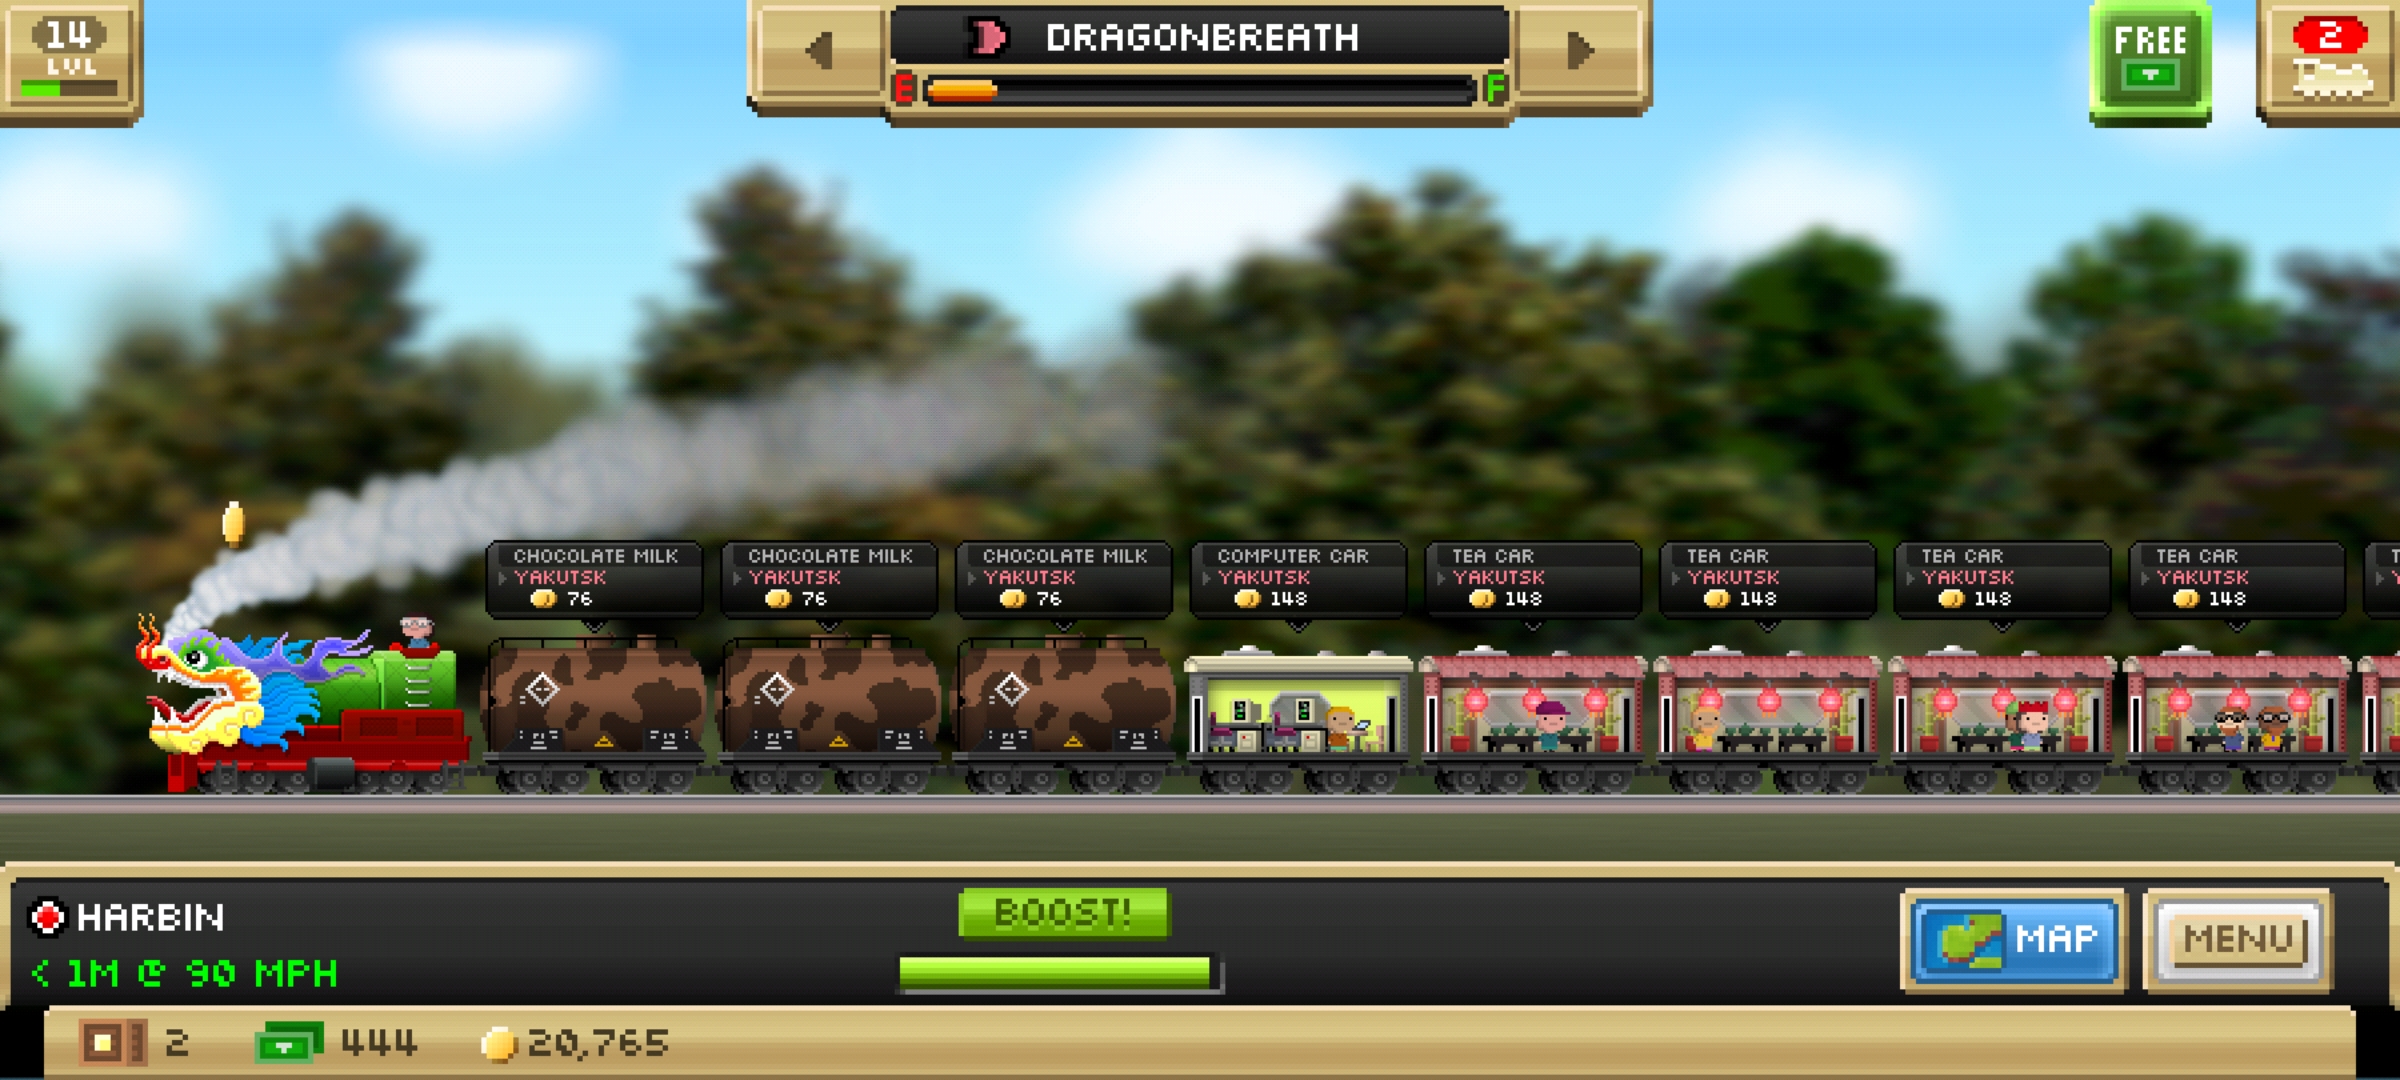 14
LVL
DRAGONBREATH
E F
FREE
2
CHOCOLATE MILK
YAKUTSK
76
CHOCOLATE MILK
YAKUTSK
76
CHOCOLATE MILK
YAKUTSK
76
COMPUTER CAR
YAKUTSK
148
TEA CAR
YAKUTSK
148
TEA CAR
YAKUTSK
148
TEA CAR
YAKUTSK
148
TEA CAR
YAKUTSK
148
HARBIN
< 1M @ 90 MPH
BOOST!
MAP
MENU
2
444
20,765